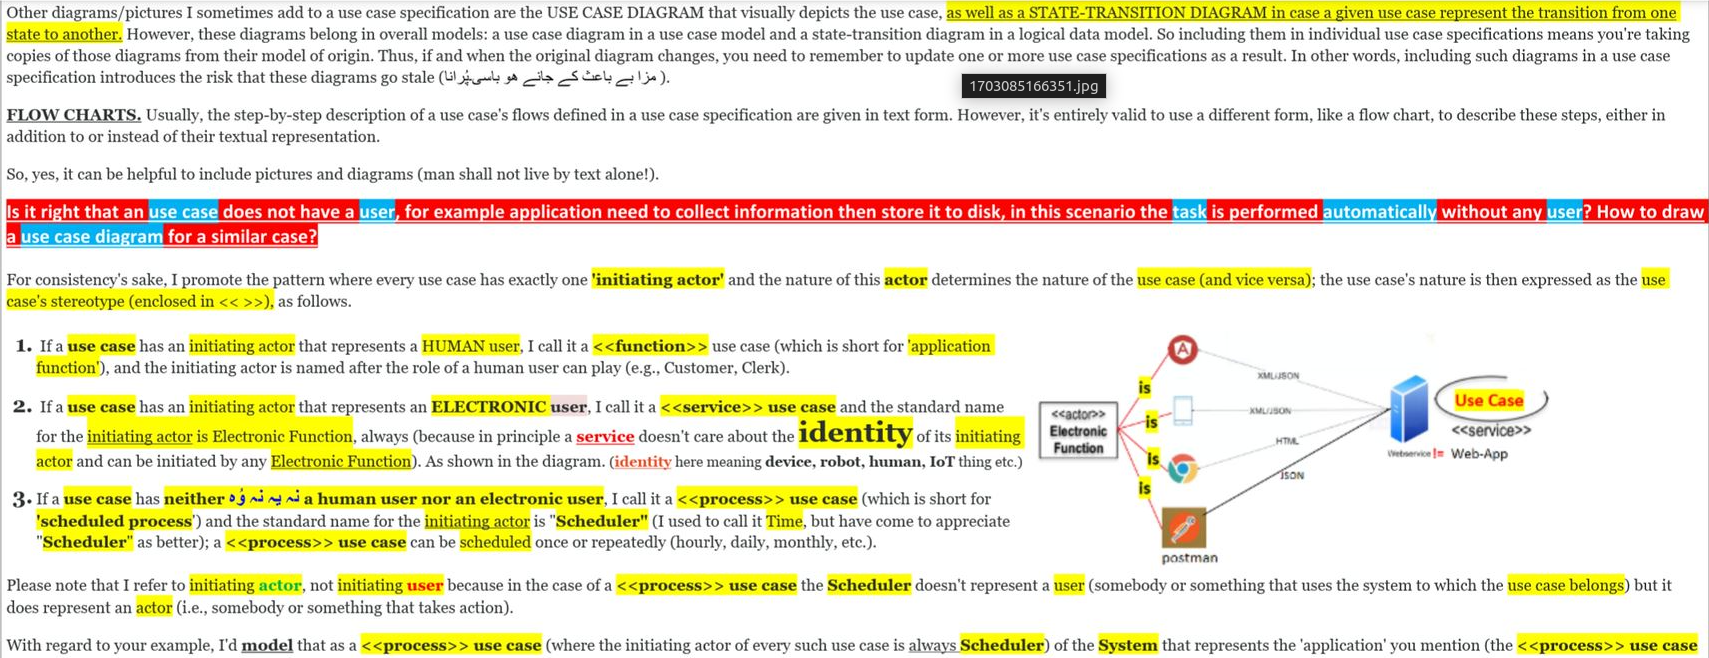 Other diagrams/pictures I sometimes add to a use case specification are the USE CASE DIAGRAM that visually depicts the use case, as well as a STATE-TRANSITION DIAGRAM in case a given use case represent the transition from one
state to another. However, these diagrams belong in overall models: a use case diagram in a use case model and a state-transition diagram in a logical data model. So including them in individual use case specifications means you're taking
copies of those diagrams from their model of origin. Thus, if and when the original diagram changes, you need to remember to update one or more use case specifications as a result. In other words, including such diagrams in a use case
specification introduces the risk that these diagrams go stale (پُرانا باسی ہو جانے کے باعث بے مزا).
1703085166351.jpg
FLOW CHARTS. Usually, the step-by-step description of a use case's flows defined in a use case specification are given in text form. However, it's entirely valid to use a different form, like a flow chart, to describe these steps, either in
addition to or instead of their textual representation.
So, yes, it can be helpful to include pictures and diagrams (man shall not live by text alone!).
Is it right that an use case does not have a user, for example application need to collect information then store it to disk, in this scenario the task is performed automatically without any user? How to draw
a use case diagram for a similar case?
For consistency's sake, I promote the pattern where every use case has exactly one 'initiating actor' and the nature of this actor determines the nature of the use case (and vice versa); the use case's nature is then expressed as the use
case's stereotype (enclosed in << >>), as follows.
1. If a use case has an initiating actor that represents a HUMAN user, I call it a <<function>> use case (which is short for 'application
function'), and the initiating actor is named after the role of a human user can play (e.g., Customer, Clerk).
2. If a use case has an initiating actor that represents an ELECTRONIC user, I call it a <<service>> use case and the standard name
for the initiating actor is Electronic Function, always (because in principle a service doesn't care about the identity of its initiating
actor and can be initiated by any Electronic Function). As shown in the diagram. (identity here meaning device, robot, human, IoT thing etc.)
3. If a use case has neither نہ یہ نہ وُہ a human user nor an electronic user, I call it a <<process>> use case (which is short for
'scheduled process') and the standard name for the initiating actor is "Scheduler" (I used to call it Time, but have come to appreciate
"Scheduler" as better); a <<process>> use case can be scheduled once or repeatedly (hourly, daily, monthly, etc.).
<<actor>>
Electronic
Function
is
is
is
is
XML/JSON
XML/JSON
HTML
JSON
postman
Use Case
<<service>>
Webservice != Web-App
Please note that I refer to initiating actor, not initiating user because in the case of a <<process>> use case the Scheduler doesn't represent a user (somebody or something that uses the system to which the use case belongs) but it
does represent an actor (i.e., somebody or something that takes action).
With regard to your example, I'd model that as a <<process>> use case (where the initiating actor of every such use case is always Scheduler) of the System that represents the 'application' you mention (the <<process>> use case